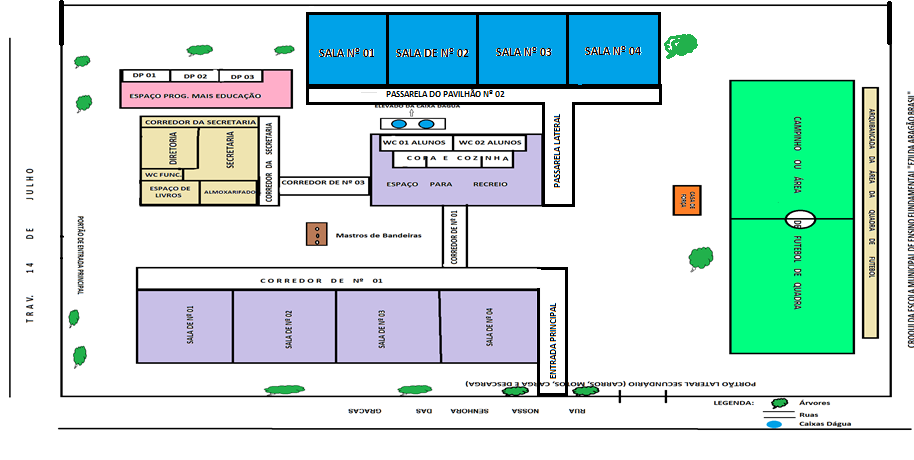 SALA Nº 01
SALA DE Nº 02
SALA Nº 03
SALA Nº 04
PASSARELA DO PAVILHÃO Nº 02
ELEVADO DA CAIXA DAGUA
DP 01
DP 02
DP 03
ESPAÇO PROG. MAIS EDUCAÇÃO
CORREDOR DA SECRETARIA
DIRETORIA
SECRETARIA
CORREDOR DA SECRETARIA
WC FUNC.
ESPAÇO DE LIVROS
ALMOXARIFADO
CORREDOR DE Nº 03
WC 01 ALUNOS
WC 02 ALUNOS
COPA E COZINHA
ESPAÇO PARA RECREIO
PASSARELA LATERAL
CORREDOR DE Nº 01
Mastros de Bandeiras
CORREDOR DE Nº 01
SALA DE Nº 01
SALA DE Nº 02
SALA DE Nº 03
SALA DE Nº 04
ENTRADA PRINCIPAL
CASA DE FORÇA
CAMPINHO OU ÁREA DE FUTEBOL DE QUADRA
ARQUIBANCADA DA ÁREA DA QUADRA DE FUTEBOL
CROQUI DA ESCOLA MUNICIPAL DE ENSINO FUNDAMENTAL "EZILDA ARAGÃO BRASIL"
TRAV. 14 DE JULHO
PORTÃO DE ENTRADA PRINCIPAL
PORTÃO LATERAL SECUNDÁRIO (CARROS, MOTOS, CARGA E DESCARGA)
RUA NOSSA SENHORA DAS GRAÇAS
LEGENDA:
Árvores
Ruas
Caixas Dágua